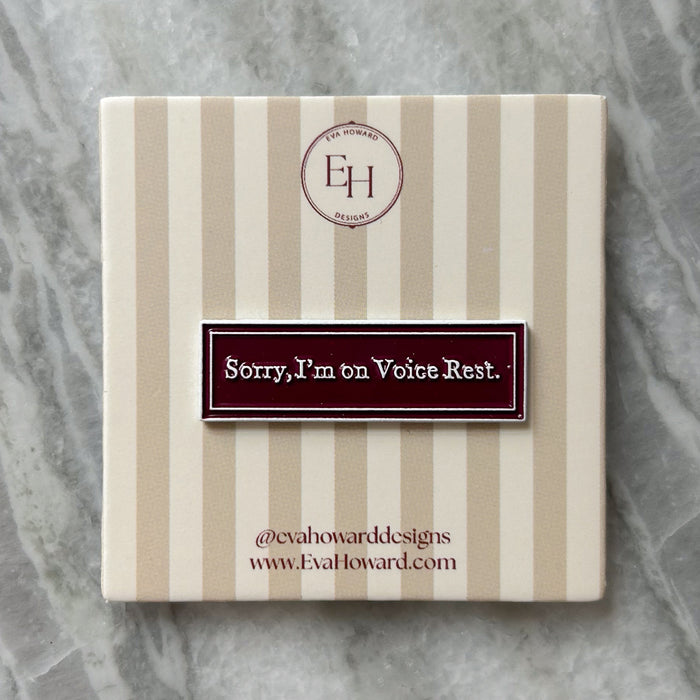 EVA HOWARD
EH
DESIGNS
Sorry, I'm on Voice Rest.
@evahowarddesigns
www.EvaHoward.com